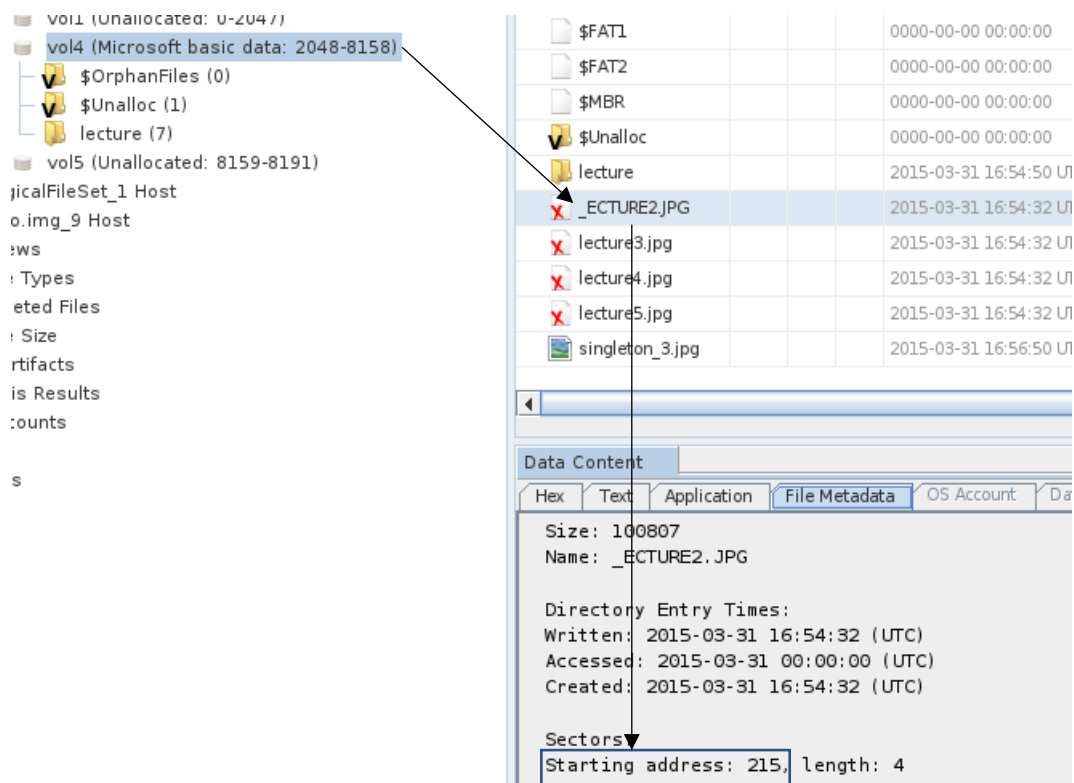 vol1 (Unallocated: 0-2047)
vol4 (Microsoft basic data: 2048-8158)
$OrphanFiles (0)
$Unalloc (1)
lecture (7)
vol5 (Unallocated: 8159-8191)
gicalFileSet_1 Host
o.img_9 Host
ews
Types
eted Files
Size
rtifacts
is Results
counts
s
$FAT1 0000-00-00 00:00:00
$FAT2 0000-00-00 00:00:00
$MBR 0000-00-00 00:00:00
$Unalloc 0000-00-00 00:00:00
lecture 2015-03-31 16:54:50 UT
_ECTURE2.JPG 2015-03-31 16:54:32 UT
lecture3.jpg 2015-03-31 16:54:32 UT
lecture4.jpg 2015-03-31 16:54:32 UT
lecture5.jpg 2015-03-31 16:54:32 UT
singleton_3.jpg 2015-03-31 16:56:50 UT
Data Content
Hex Text Application File Metadata OS Account Da
Size: 100807
Name: _ECTURE2.JPG
Directory Entry Times:
Written: 2015-03-31 16:54:32 (UTC)
Accessed: 2015-03-31 00:00:00 (UTC)
Created: 2015-03-31 16:54:32 (UTC)
Sectors
Starting address: 215, length: 4